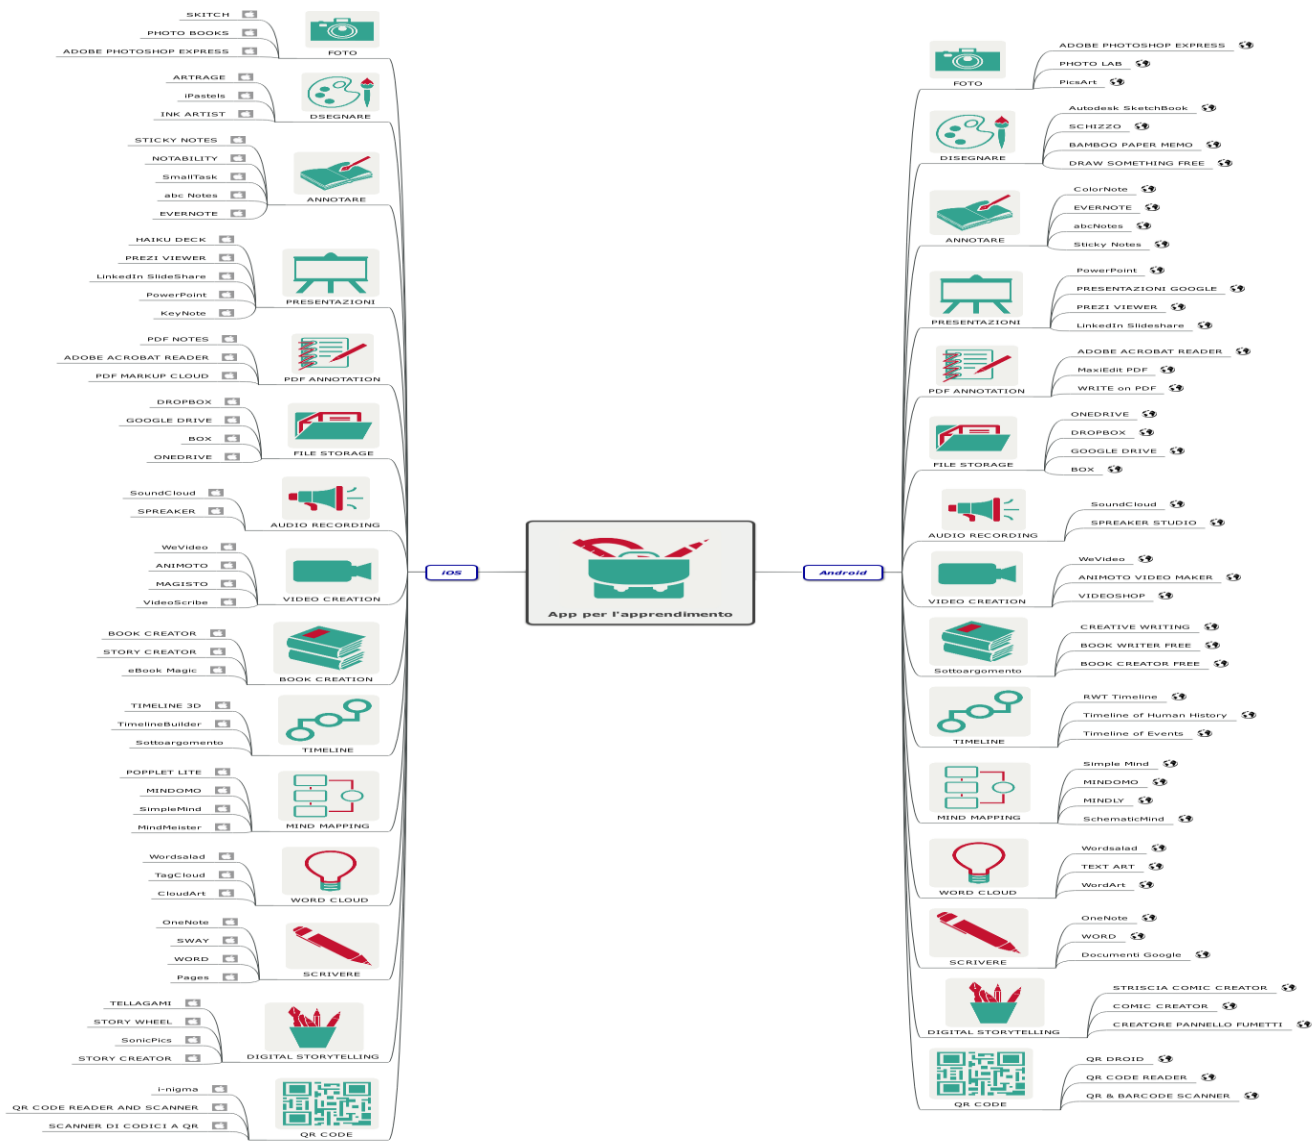 App per l'apprendimento
iOS
FOTO
SKITCH
PHOTO BOOKS
ADOBE PHOTOSHOP EXPRESS
DSEGNARE
ARTRAGE
iPastels
INK ARTIST
ANNOTARE
STICKY NOTES
NOTABILITY
SmallTask
abc Notes
EVERNOTE
PRESENTAZIONI
HAIKU DECK
PREZI VIEWER
LinkedIn SlideShare
PowerPoint
KeyNote
PDF ANNOTATION
PDF NOTES
ADOBE ACROBAT READER
PDF MARKUP CLOUD
FILE STORAGE
DROPBOX
GOOGLE DRIVE
BOX
ONEDRIVE
AUDIO RECORDING
SoundCloud
SPREAKER
VIDEO CREATION
WeVideo
ANIMOTO
MAGISTO
VideoScribe
BOOK CREATION
BOOK CREATOR
STORY CREATOR
eBook Magic
TIMELINE
TIMELINE 3D
TimelineBuilder
Sottoargomento
MIND MAPPING
POPPLET LITE
MINDOMO
SimpleMind
MindMeister
WORD CLOUD
Wordsalad
TagCloud
CloudArt
SCRIVERE
OneNote
SWAY
WORD
Pages
DIGITAL STORYTELLING
TELLAGAMI
STORY WHEEL
SonicPics
STORY CREATOR
QR CODE
i-nigma
QR CODE READER AND SCANNER
SCANNER DI CODICI A QR
Android
FOTO
ADOBE PHOTOSHOP EXPRESS
PHOTO LAB
PicsArt
DISEGNARE
Autodesk SketchBook
SCHIZZO
BAMBOO PAPER MEMO
DRAW SOMETHING FREE
ANNOTARE
ColorNote
EVERNOTE
abcNotes
Sticky Notes
PRESENTAZIONI
PowerPoint
PRESENTAZIONI GOOGLE
PREZI VIEWER
LinkedIn Slideshare
PDF ANNOTATION
ADOBE ACROBAT READER
MaxiEdit PDF
WRITE on PDF
FILE STORAGE
ONEDRIVE
DROPBOX
GOOGLE DRIVE
BOX
AUDIO RECORDING
SoundCloud
SPREAKER STUDIO
VIDEO CREATION
WeVideo
ANIMOTO VIDEO MAKER
VIDEOSHOP
Sottoargomento
CREATIVE WRITING
BOOK WRITER FREE
BOOK CREATOR FREE
TIMELINE
RWT Timeline
Timeline of Human History
Timeline of Events
MIND MAPPING
Simple Mind
MINDOMO
MINDLY
SchematicMind
WORD CLOUD
Wordsalad
TEXT ART
WordArt
SCRIVERE
OneNote
WORD
Documenti Google
DIGITAL STORYTELLING
STRISCIA COMIC CREATOR
COMIC CREATOR
CREATORE PANNELLO FUMETTI
QR CODE
QR DROID
QR CODE READER
QR & BARCODE SCANNER